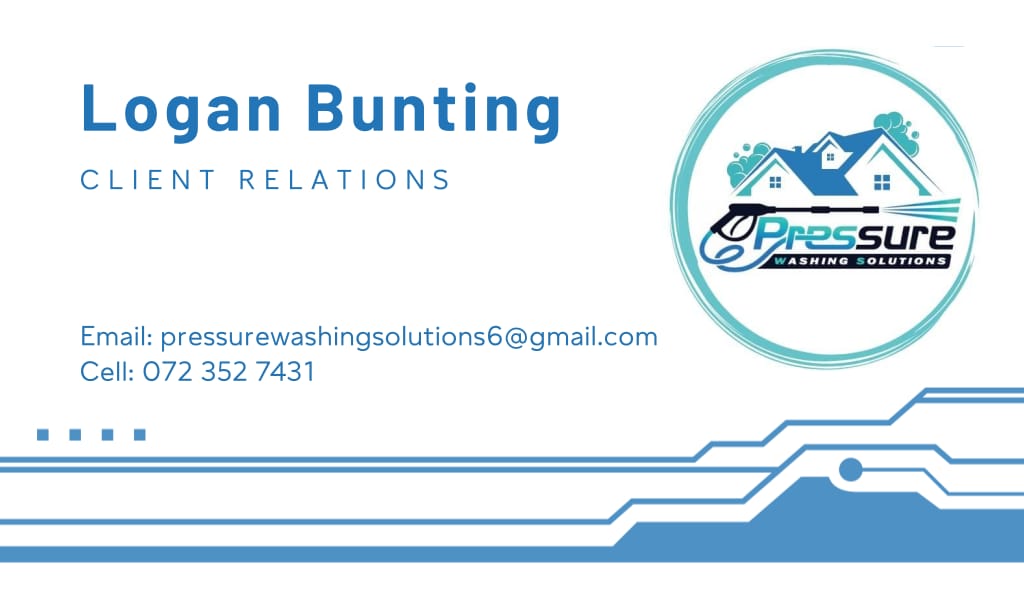 Logan Bunting
CLIENT RELATIONS
Pressure
WASHING SOLUTIONS
Email: pressurewashingsolutions6@gmail.com
Cell: 072 352 7431